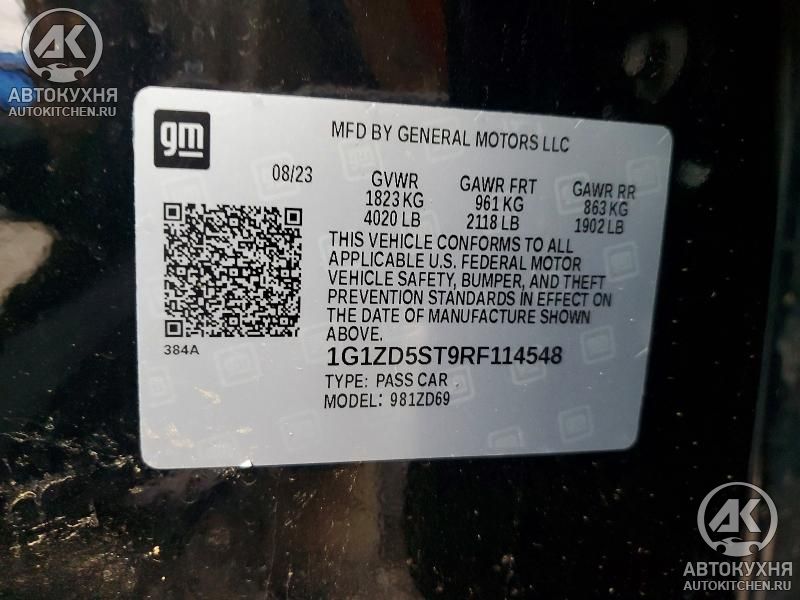 AK
АВТОКУХНЯ
AUTOKITCHEN.RU
gm
MFD BY GENERAL MOTORS LLC
08/23
GVWR GAWR FRT GAWR RR
1823 KG 961 KG 863 KG
4020 LB 2118 LB 1902 LB
THIS VEHICLE CONFORMS TO ALL
APPLICABLE U.S. FEDERAL MOTOR
VEHICLE SAFETY, BUMPER, AND THEFT
PREVENTION STANDARDS IN EFFECT ON
THE DATE OF MANUFACTURE SHOWN
ABOVE.
384A
1G1ZD5ST9RF114548
TYPE: PASS CAR
MODEL: 981ZD69
AK
АВТОКУХНЯ
AUTOKITCHEN.RU